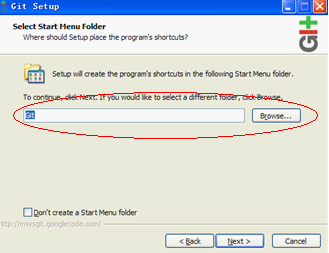 Git Setup
Select Start Menu Folder
Where should Setup place the program's shortcuts?
Git
Setup will create the program's shortcuts in the following Start Menu folder.
To continue, click Next. If you would like to select a different folder, click Browse.
Git
Browse...
Don't create a Start Menu folder
http://msysgit.googlecode.com/
< Back
Next >
Cancel